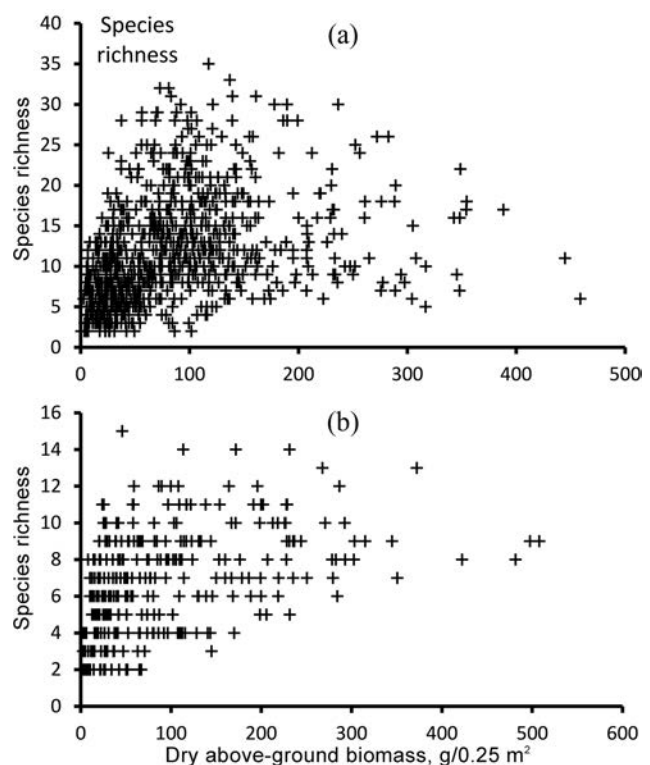 Species
richness
(a)
Species richness
40
35
30
25
20
15
10
5
0
0 100 200 300 400 500
(b)
Species richness
16
14
12
10
8
6
4
2
0
0 100 200 300 400 500 600
Dry above-ground biomass, g/0.25 m²